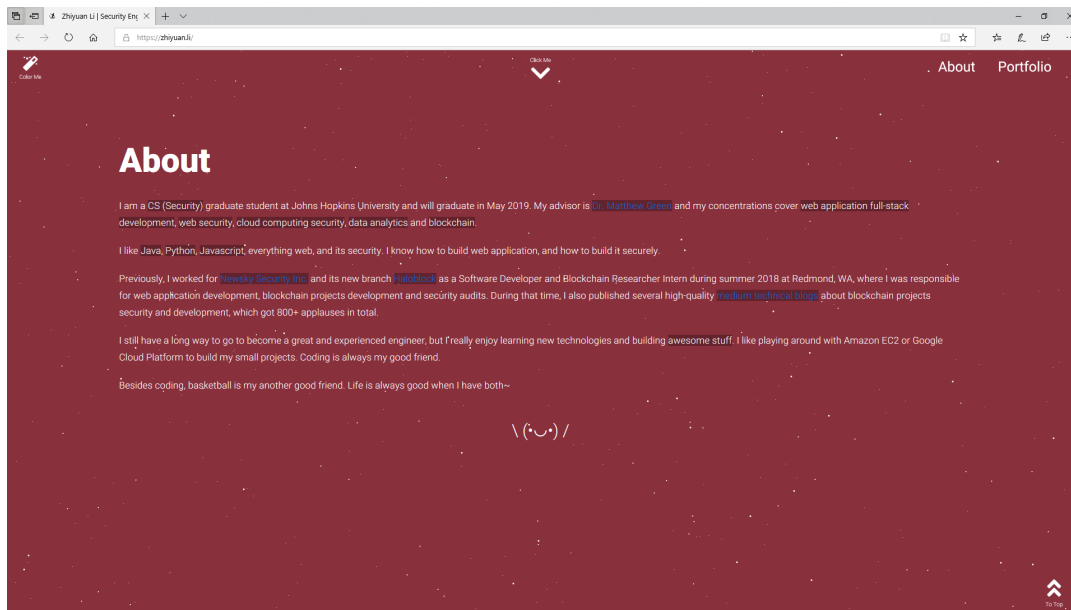 Zhiyuan Li | Security Eng
https://zhiyuan.li/
Color Me
Click Me
About Portfolio
About
I am a CS (Security) graduate student at Johns Hopkins University and will graduate in May 2019. My advisor is Dr. Matthew Green and my concentrations cover web application full-stack
development, web security, cloud computing security, data analytics and blockchain.
I like Java, Python, Javascript, everything web, and its security. I know how to build web application, and how to build it securely.
Previously, I worked for Newsky Security Inc. and its new branch Autoblock as a Software Developer and Blockchain Researcher Intern during summer 2018 at Redmond, WA, where I was responsible
for web application development, blockchain projects development and security audits. During that time, I also published several high-quality medium technical blogs about blockchain projects
security and development, which got 800+ applauses in total.
I still have a long way to go to become a great and experienced engineer, but I really enjoy learning new technologies and building awesome stuff. I like playing around with Amazon EC2 or Google
Cloud Platform to build my small projects. Coding is always my good friend.
Besides coding, basketball is my another good friend. Life is always good when I have both~
\ (•◡•) /
To Top